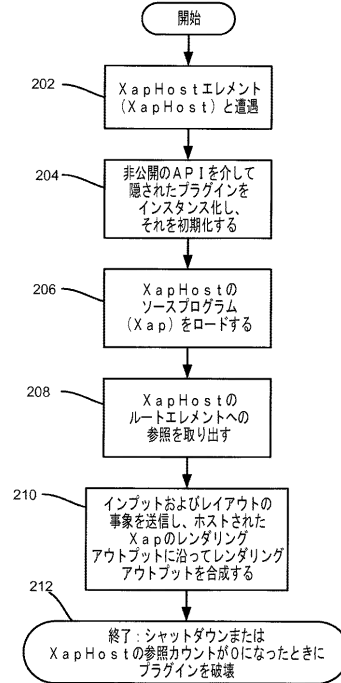 開始
202
XapHostエレメント
(XapHost)と遭遇
204
非公開のAPIを介して
隠されたプラグインを
インスタンス化し、
それを初期化する
206
XapHostの
ソースプログラム
(Xap)をロードする
208
XapHostの
ルートエレメントへの
参照を取り出す
210
インプットおよびレイアウトの
事象を送信し、ホストされた
Xapのレンダリング
アウトプットに沿ってレンダリング
アウトプットを合成する
212
終了：シャットダウンまたは
XapHostの参照カウントが0になったときに
プラグインを破壊